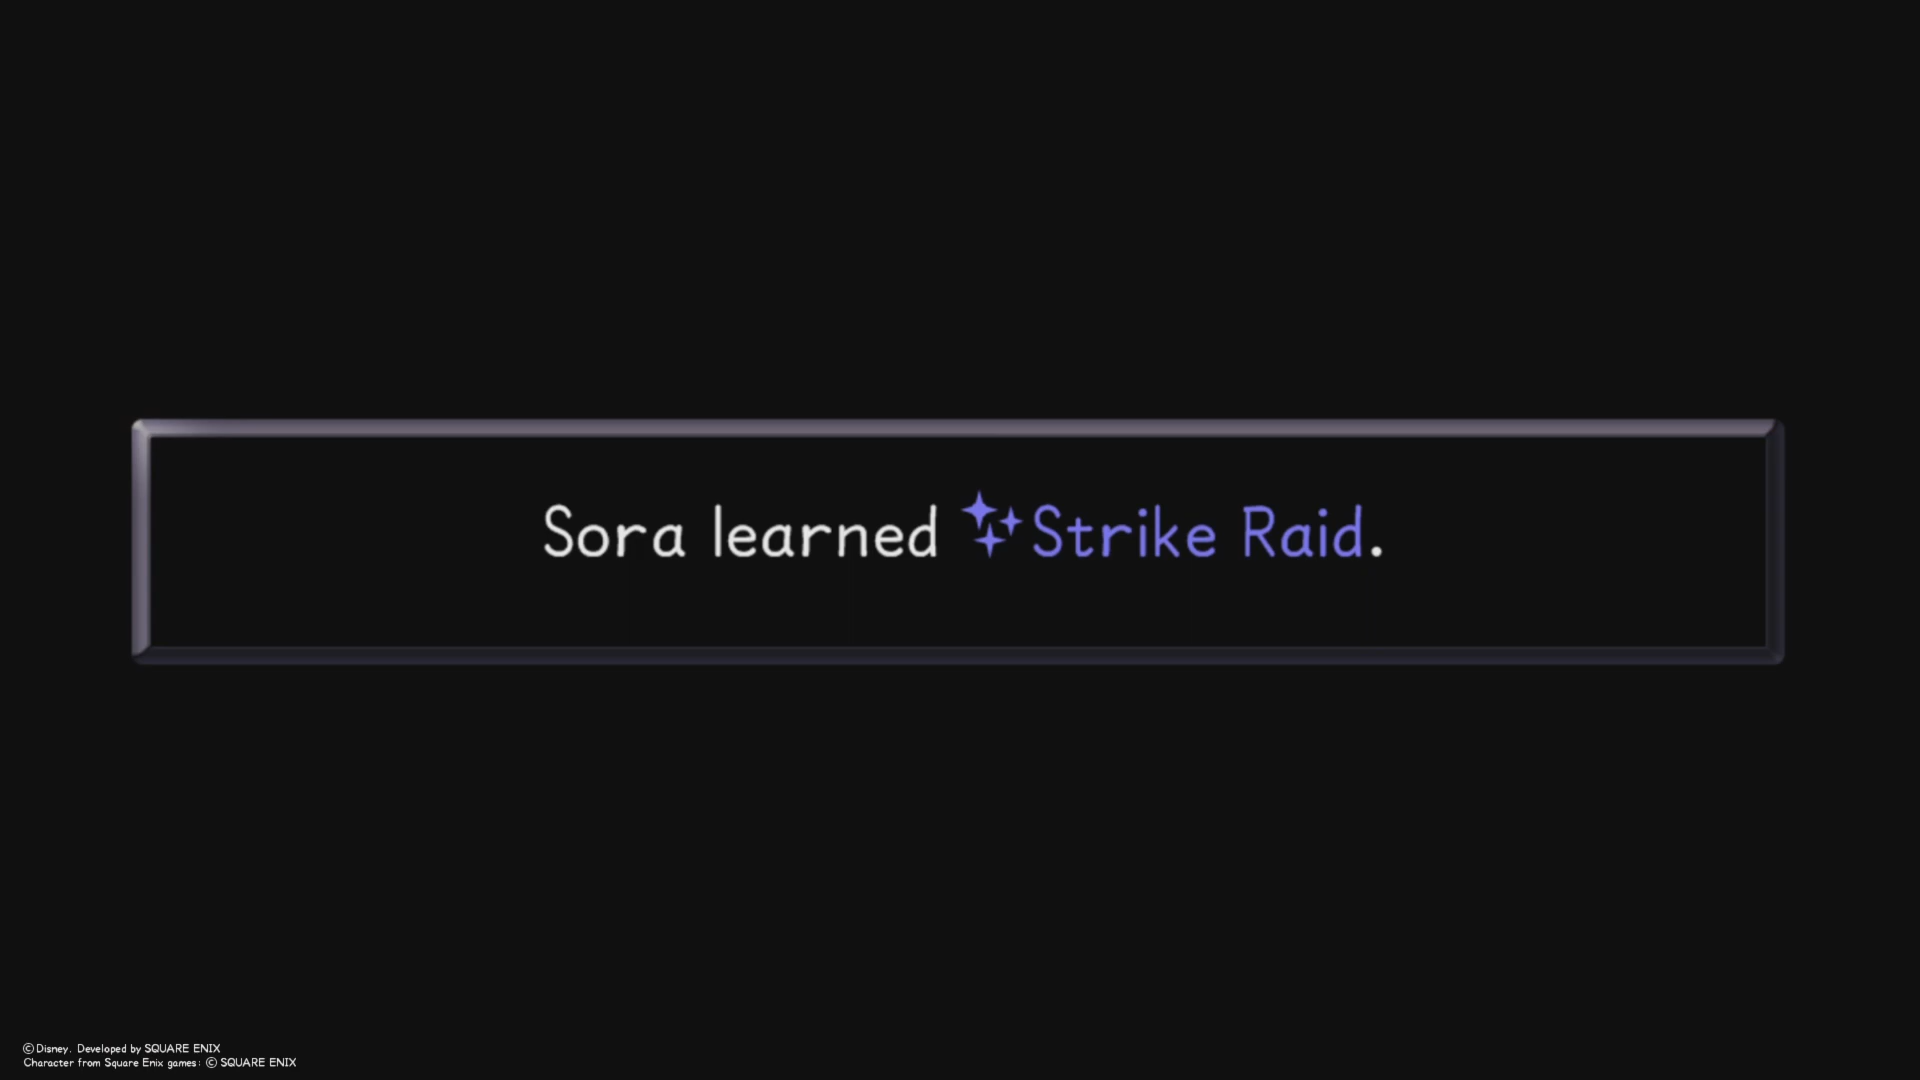 Sora learned Strike Raid.
©Disney. Developed by SQUARE ENIX
Character from Square Enix games: © SQUARE ENIX